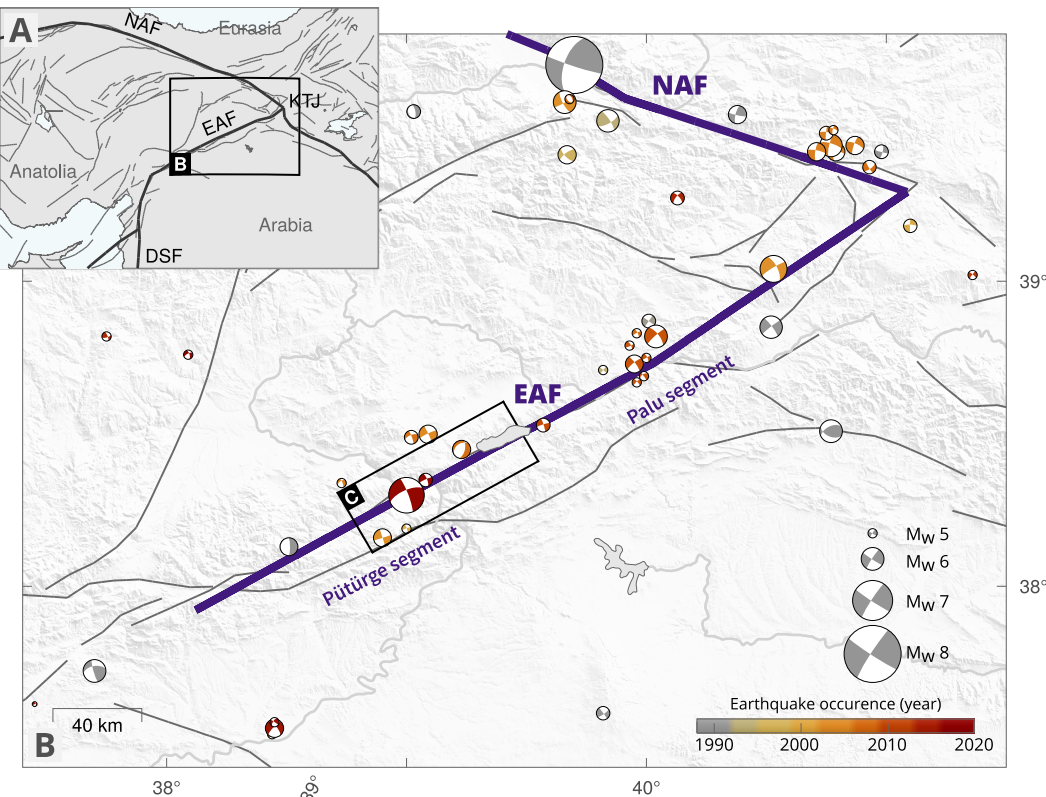 A
NAF
Eurasia
KTJ
EAF
B
Anatolia
Arabia
DSF
NAF
39°
EAF
Palu segment
C
Pütürge segment
38°
Mw 5
Mw 6
Mw 7
Mw 8
Earthquake occurence (year)
1990 2000 2010 2020
40 km
B
38° 39° 40°